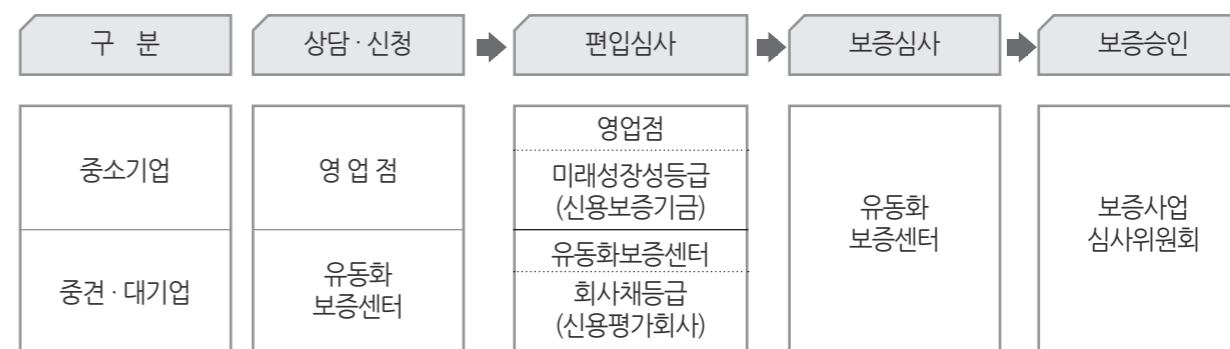 구 분
상담 · 신청
편입심사
보증심사
보증승인
중소기업
영 업 점
영업점
미래성장성등급
(신용보증기금)
중견 · 대기업
유동화
보증센터
유동화보증센터
회사채등급
(신용평가회사)
유동화
보증센터
보증사업
심사위원회